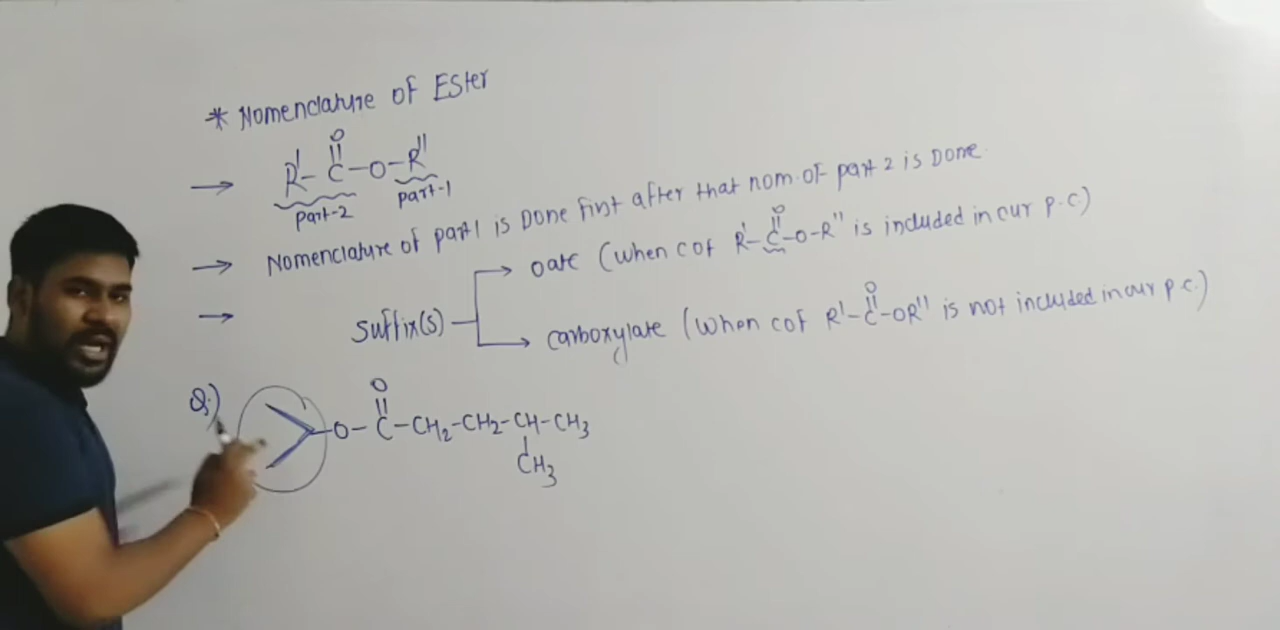 * Nomenclature of Ester
→ R'-C(=O)-O-R''
part-2 part-1
→ Nomenclature of part 1 is Done first after that nom. of part 2 is Done.
→ suffix(s) → oate (when c of R'-C(=O)-O-R'' is included in our p.c.)
→ carboxylate (when c of R'-C(=O)-OR'' is not included in our p.c.)
Q.) -O-C(=O)-CH₂-CH₂-CH-CH₃
CH₃